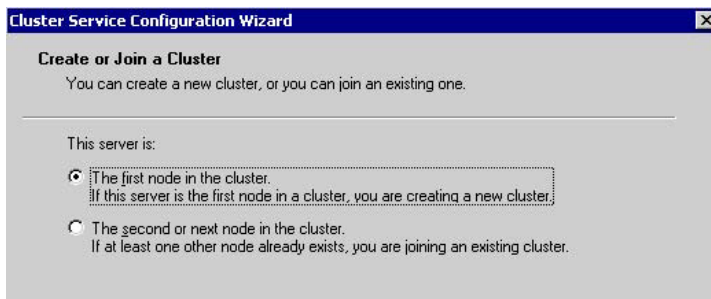 Cluster Service Configuration Wizard
Create or Join a Cluster
You can create a new cluster, or you can join an existing one.
This server is:
The first node in the cluster.
If this server is the first node in a cluster, you are creating a new cluster.
The second or next node in the cluster.
If at least one other node already exists, you are joining an existing cluster.